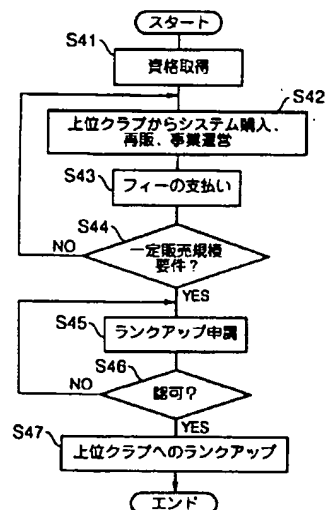 スタート
S41
資格取得
S42
上位クラブからシステム購入、
再販、事業運営
S43
フィーの支払い
S44
一定販売規模
要件?
NO
YES
S45
ランクアップ申請
S46
認可?
NO
YES
S47
上位クラブへのランクアップ
エンド